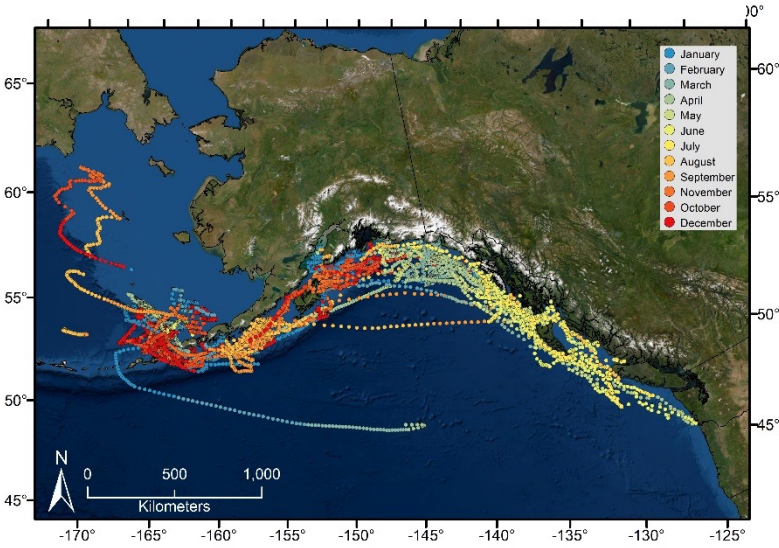 00°
65°
60°
55°
50°
45°
60°
55°
50°
45°
January
February
March
April
May
June
July
August
September
November
October
December
N
0 500 1,000
Kilometers
-170° -165° -160° -155° -150° -145° -140° -135° -130° -125°